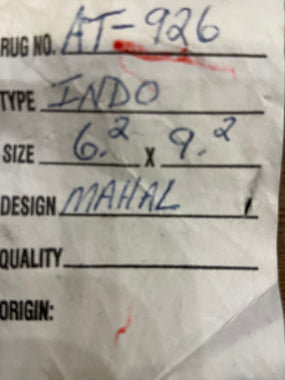 RUG NO. AT-926
TYPE INDO
SIZE 6.2 x 9.2
DESIGN MAHAL
QUALITY
ORIGIN: